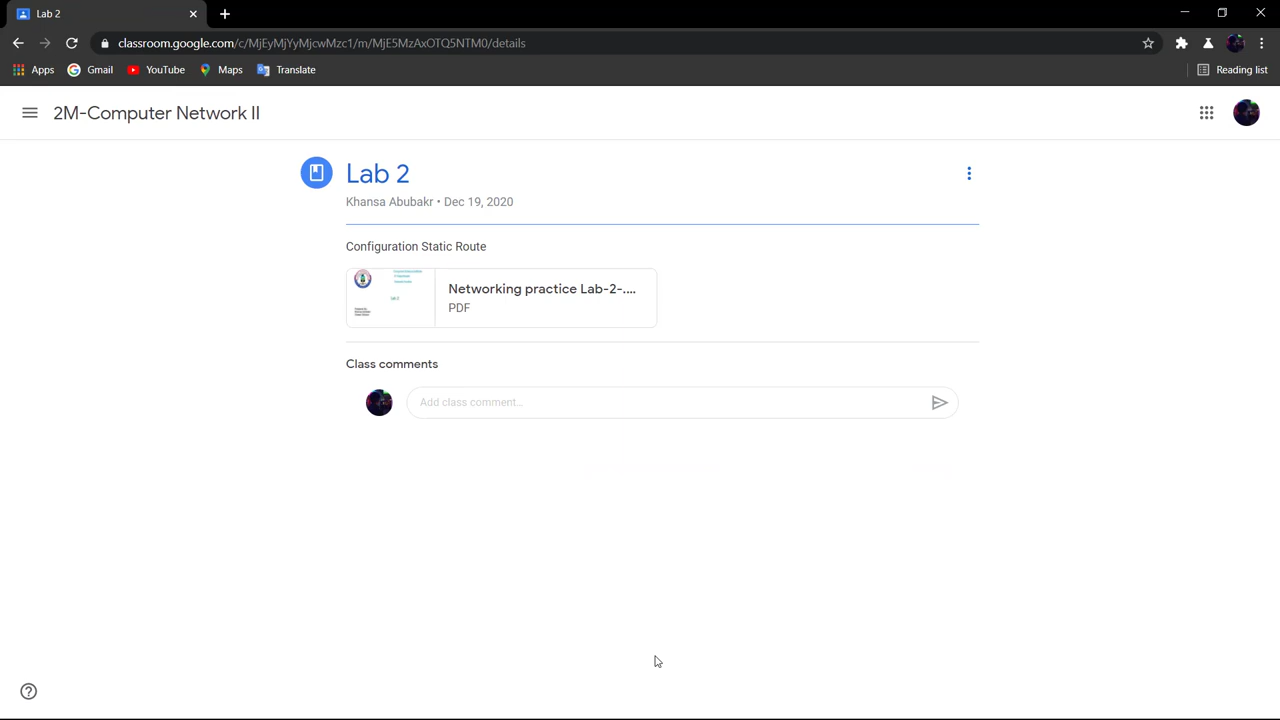 Lab 2
classroom.google.com/c/MjEyMjYyMjcwMzc1/m/MjE5MzAxOTQ5NTM0/details
Apps Gmail YouTube Maps Translate Reading list
2M-Computer Network II
Lab 2
Khansa Abubakr • Dec 19, 2020
Configuration Static Route
Networking practice Lab-2-....
PDF
Lab 2
Class comments
Add class comment...